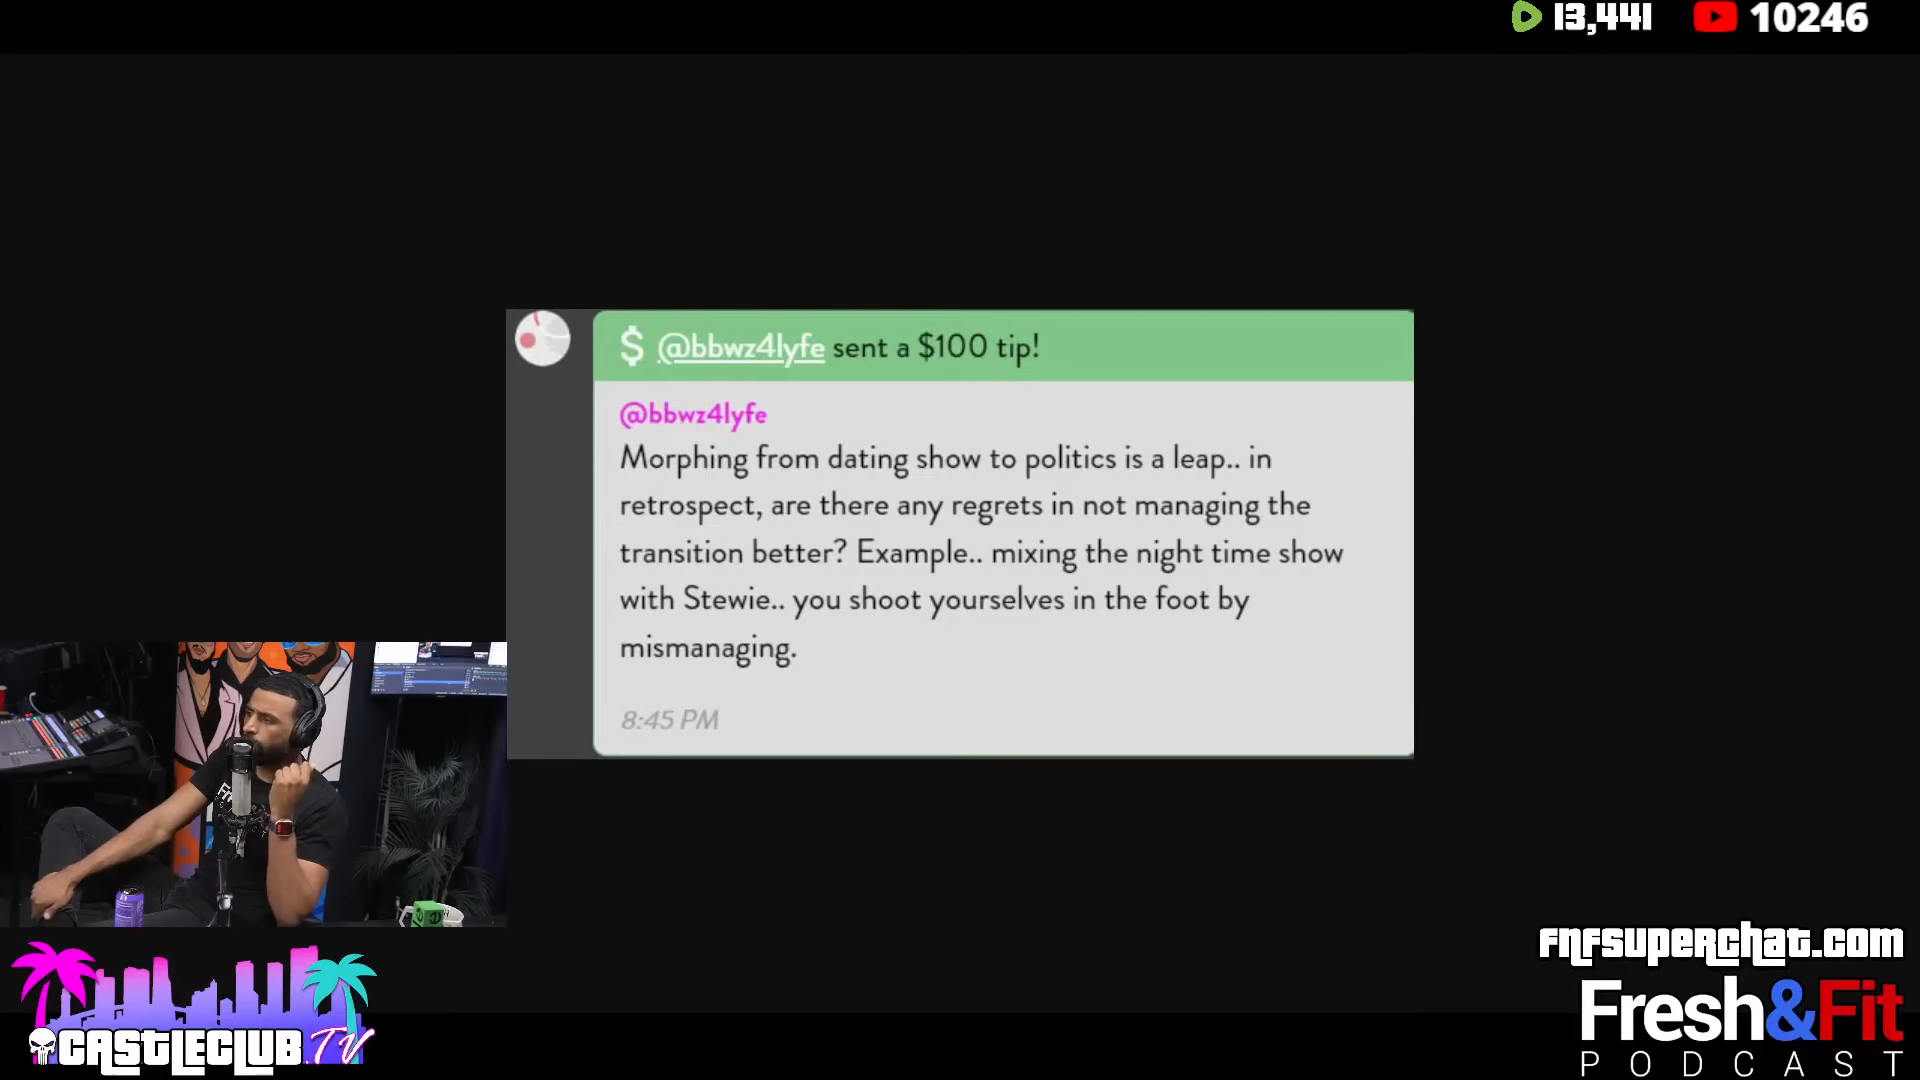 13,441 10246
$ @bbwz4lyfe sent a $100 tip!
@bbwz4lyfe
Morphing from dating show to politics is a leap.. in
retrospect, are there any regrets in not managing the
transition better? Example.. mixing the night time show
with Stewie.. you shoot yourselves in the foot by
mismanaging.
8:45 PM
fnfsuperchat.com
Fresh&Fit
PODCAST
CASTLECLUB.TV